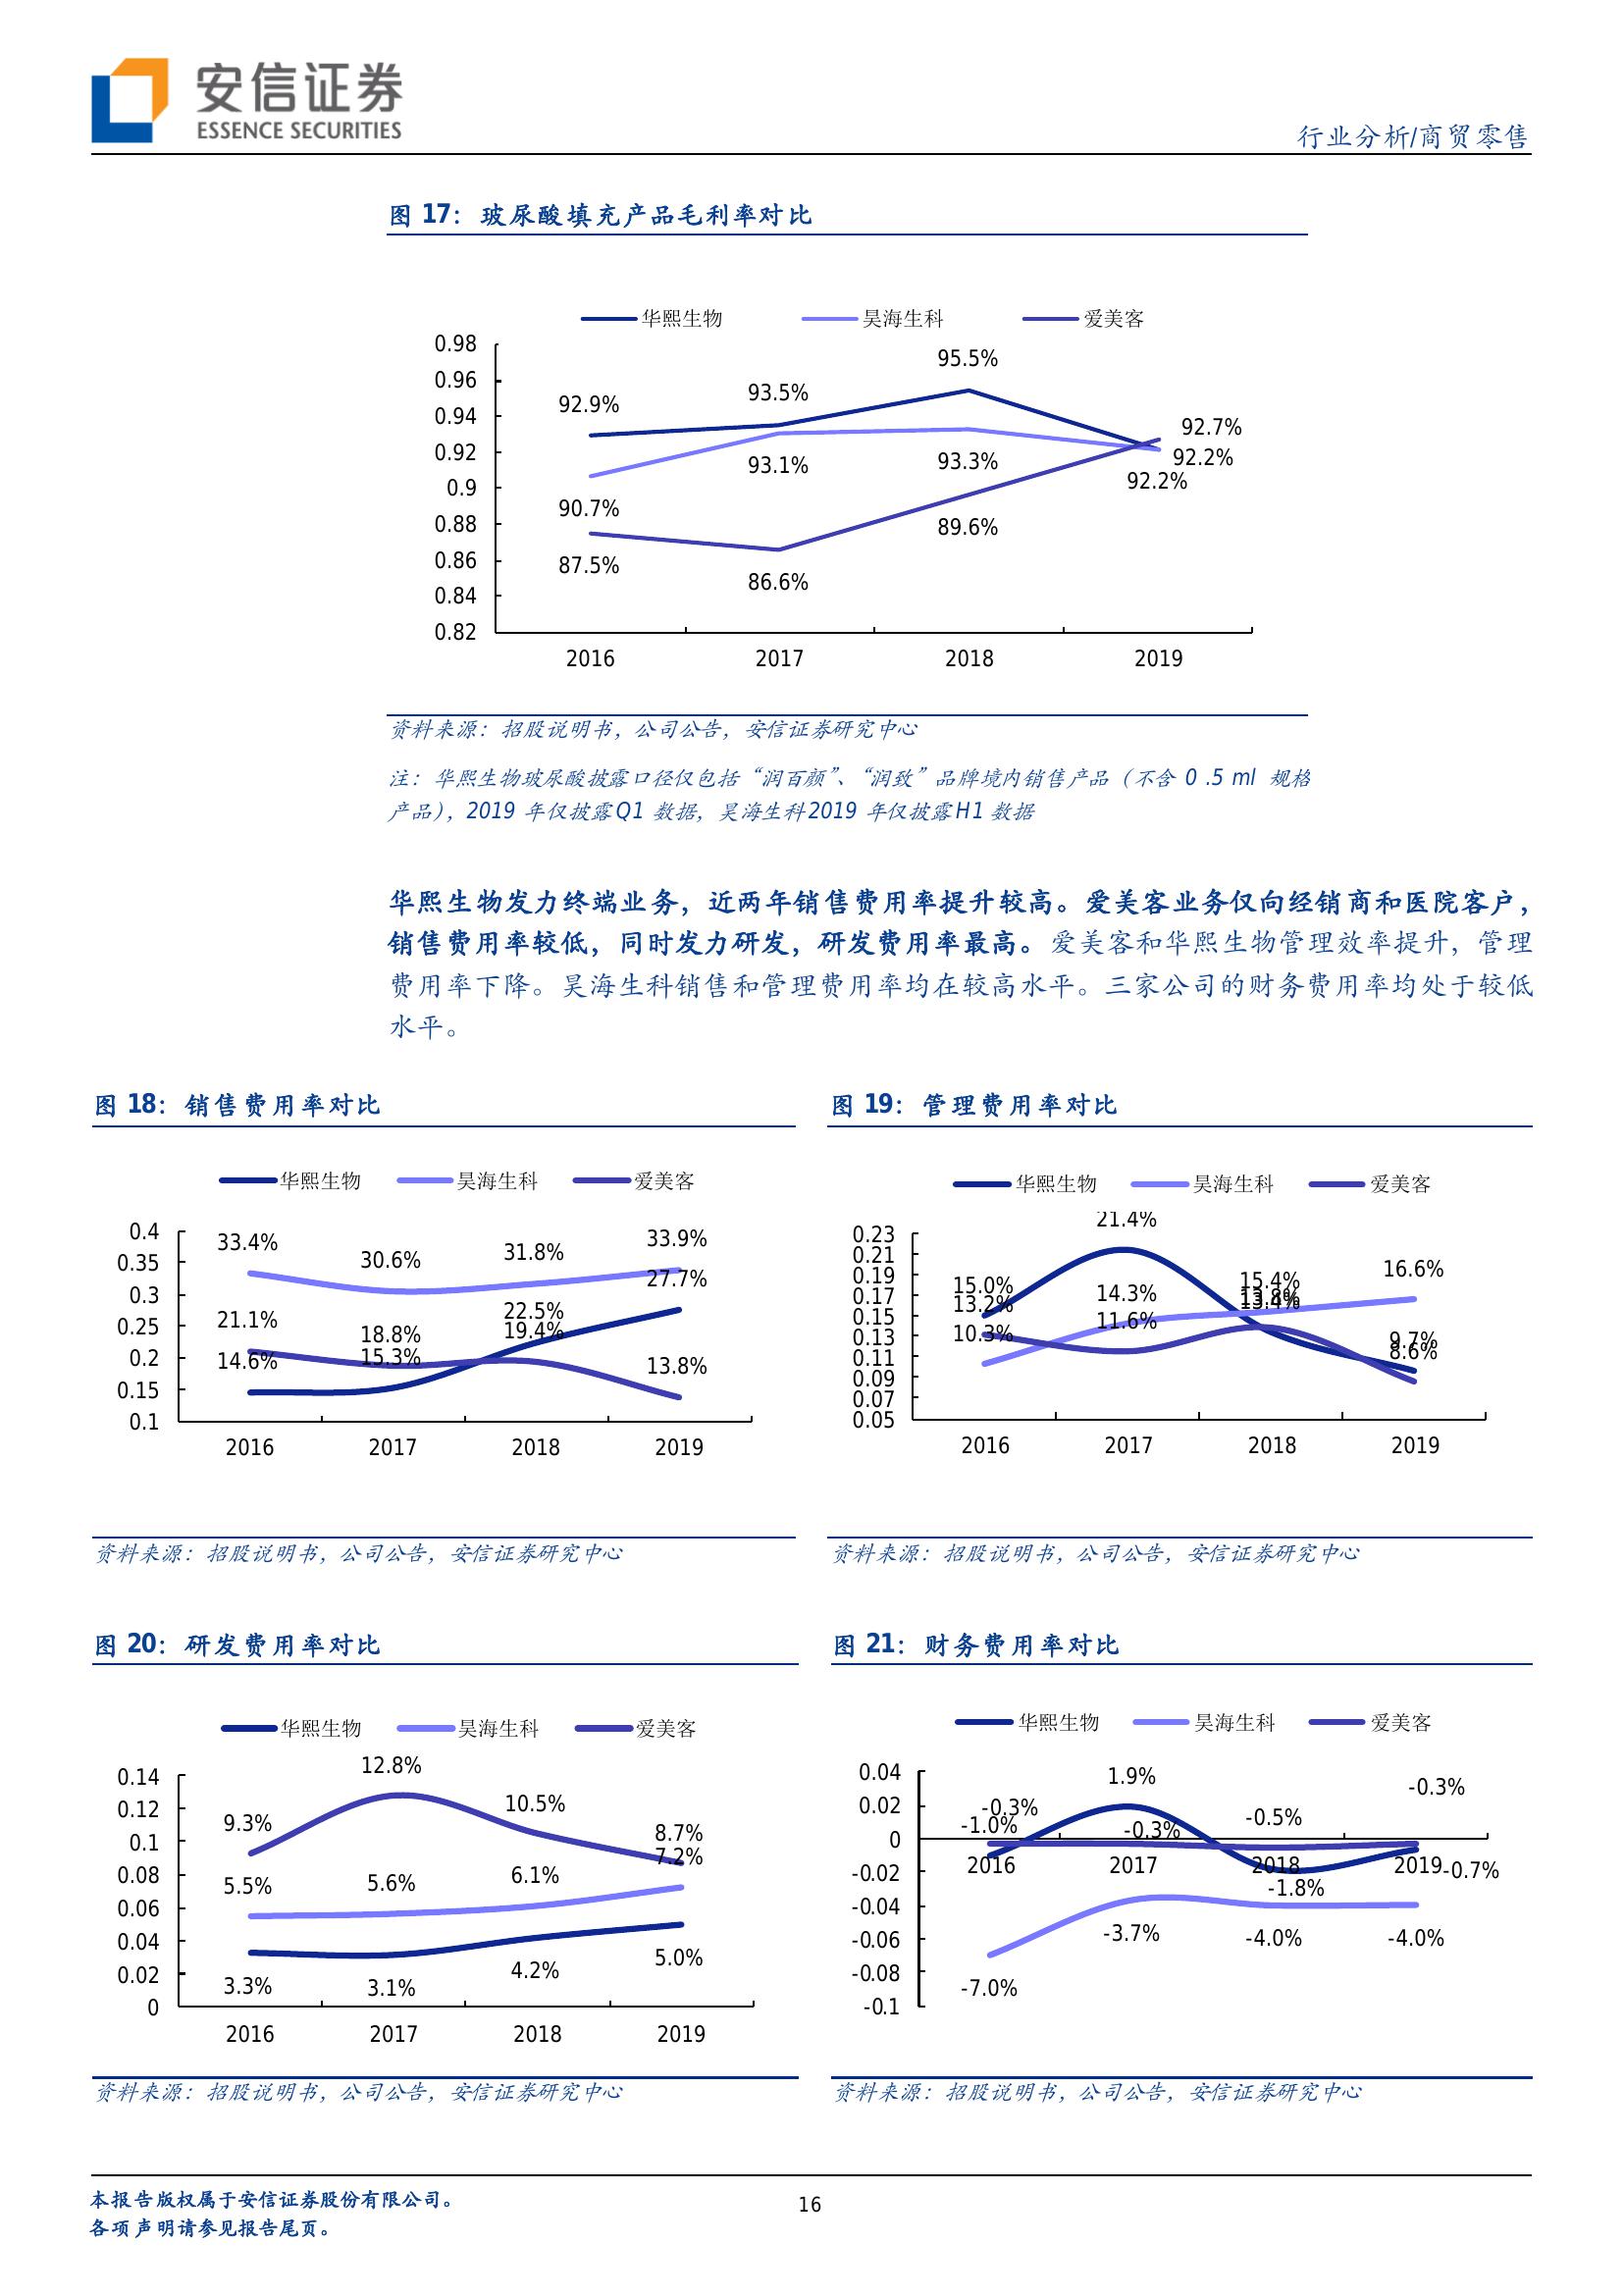 安信证券
ESSENCE SECURITIES
行业分析/商贸零售
图 17：玻尿酸填充产品毛利率对比
华熙生物 昊海生科 爱美客
0.98
0.96
0.94
0.92
0.9
0.88
0.86
0.84
0.82
92.9% 93.5% 95.5% 92.2%
90.7% 93.1% 93.3% 92.2%
87.5% 86.6% 89.6% 92.7%
2016 2017 2018 2019
资料来源：招股说明书，公司公告，安信证券研究中心
注：华熙生物玻尿酸披露口径仅包括“润百颜”、“润致”品牌境内销售产品（不含 0 .5 ml 规格
产品），2019 年仅披露Q1 数据，昊海生科2019 年仅披露H1 数据
华熙生物发力终端业务，近两年销售费用率提升较高。爱美客业务仅向经销商和医院客户，
销售费用率较低，同时发力研发，研发费用率最高。爱美客和华熙生物管理效率提升，管理
费用率下降。昊海生科销售和管理费用率均在较高水平。三家公司的财务费用率均处于较低
水平。
图 18：销售费用率对比
华熙生物 昊海生科 爱美客
0.4
0.35
0.3
0.25
0.2
0.15
0.1
33.4% 30.6% 31.8% 33.9%
21.1% 18.8% 19.4% 13.8%
14.6% 15.3% 22.5% 27.7%
2016 2017 2018 2019
资料来源：招股说明书，公司公告，安信证券研究中心
图 19：管理费用率对比
华熙生物 昊海生科 爱美客
0.23
0.21
0.19
0.17
0.15
0.13
0.11
0.09
0.07
0.05
15.0% 21.4% 13.4% 9.7%
10.3% 14.3% 15.4% 16.6%
13.2% 11.6% 13.8% 8.6%
2016 2017 2018 2019
资料来源：招股说明书，公司公告，安信证券研究中心
图 20：研发费用率对比
华熙生物 昊海生科 爱美客
0.14
0.12
0.1
0.08
0.06
0.04
0.02
0
9.3% 12.8% 10.5% 8.7%
5.5% 5.6% 6.1% 7.2%
3.3% 3.1% 4.2% 5.0%
2016 2017 2018 2019
资料来源：招股说明书，公司公告，安信证券研究中心
图 21：财务费用率对比
华熙生物 昊海生科 爱美客
0.04
0.02
0
-0.02
-0.04
-0.06
-0.08
-0.1
-1.0% 1.9% -1.8% -0.7%
-0.3% -0.3% -0.5% -0.3%
2016 2017 2018 2019
-7.0% -3.7% -4.0% -4.0%
资料来源：招股说明书，公司公告，安信证券研究中心
本报告版权属于安信证券股份有限公司。
各项声明请参见报告尾页。
16